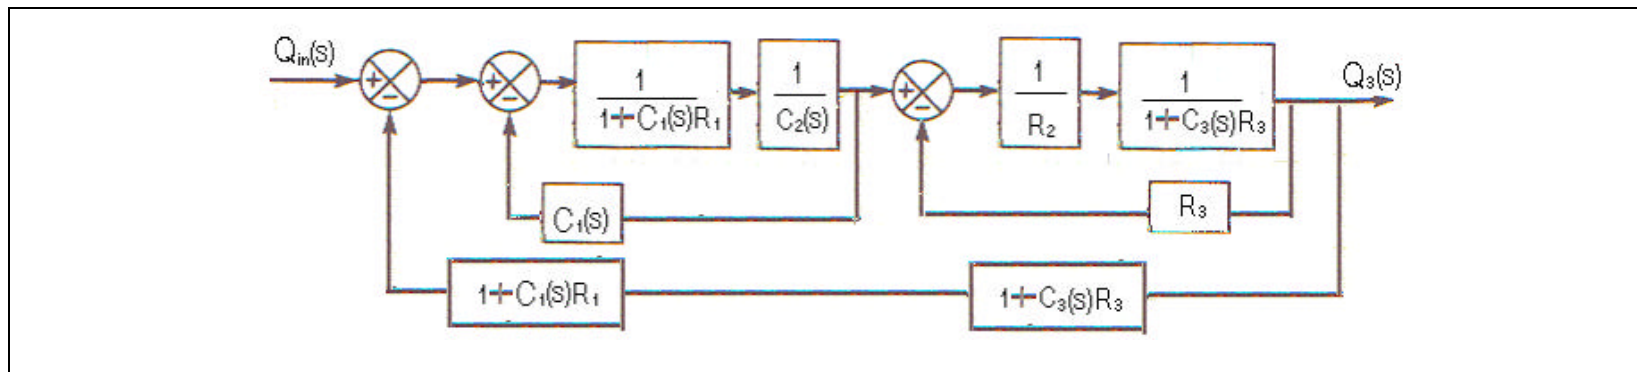 Qin(s)
+
−
+
−
1
1+C1(s)R1
1
C2(s)
+
−
1
R2
1
1+C3(s)R3
Q3(s)
C1(s)
R3
1+C1(s)R1
1+C3(s)R3